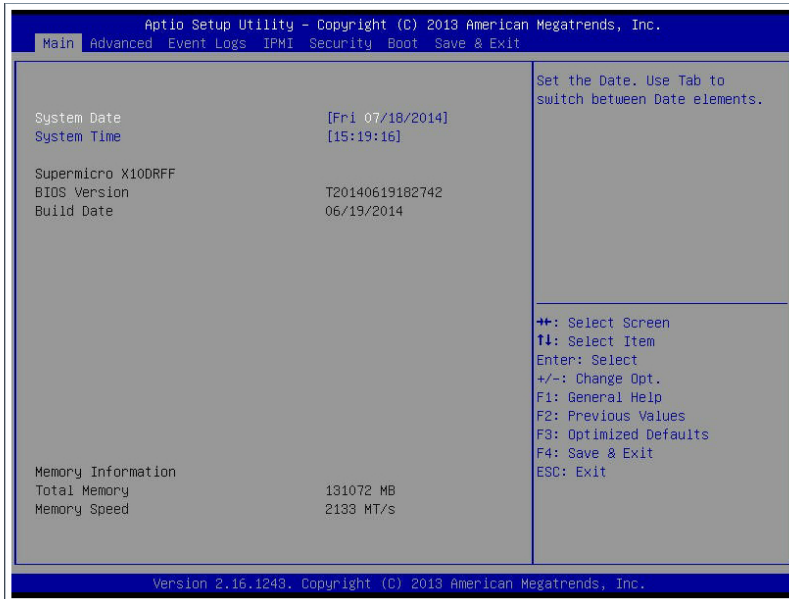 Aptio Setup Utility – Copyright (C) 2013 American Megatrends, Inc.
Main Advanced Event Logs IPMI Security Boot Save & Exit
System Date [Fri 07/18/2014]
System Time [15:19:16]
Supermicro X10DRFF
BIOS Version T20140619182742
Build Date 06/19/2014
Memory Information
Total Memory 131072 MB
Memory Speed 2133 MT/s
Set the Date. Use Tab to
switch between Date elements.
→←: Select Screen
↑↓: Select Item
Enter: Select
+/-: Change Opt.
F1: General Help
F2: Previous Values
F3: Optimized Defaults
F4: Save & Exit
ESC: Exit
Version 2.16.1243. Copyright (C) 2013 American Megatrends, Inc.